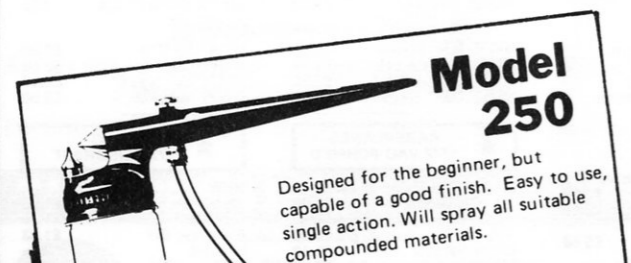 Model
250
Designed for the beginner, but
capable of a good finish. Easy to use,
single action. Will spray all suitable
compounded materials.